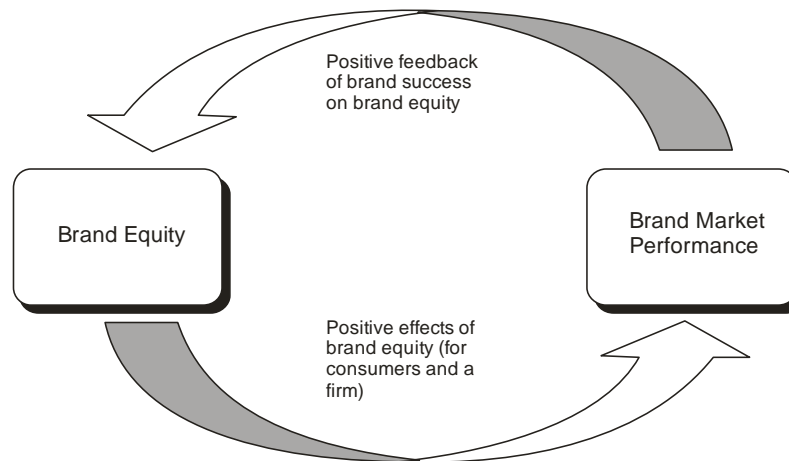 Positive feedback
of brand success
on brand equity
Brand Equity
Brand Market
Performance
Positive effects of
brand equity (for
consumers and a
firm)